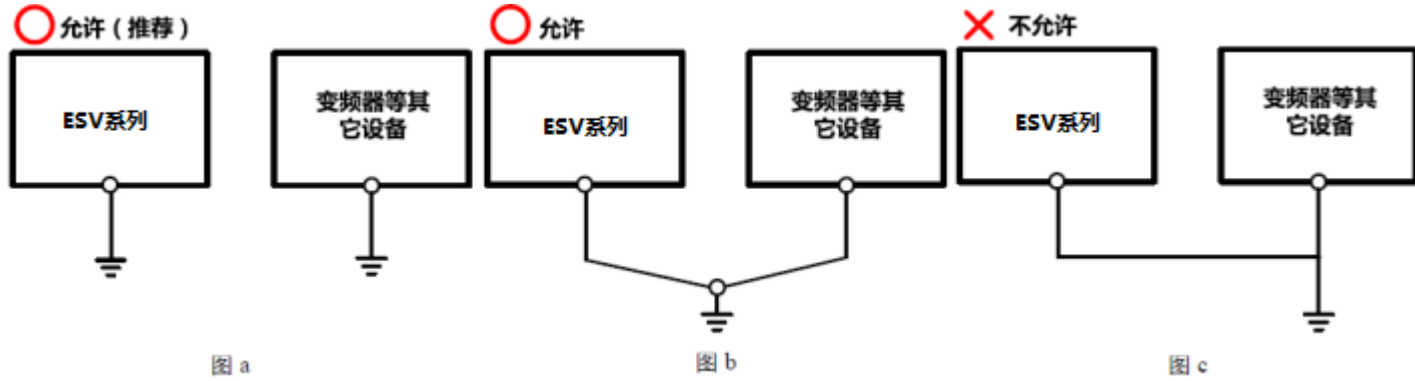 允许（推荐）
ESV系列
变频器等其
它设备
图 a
允许
ESV系列
变频器等其
它设备
图 b
不允许
ESV系列
变频器等其
它设备
图 c